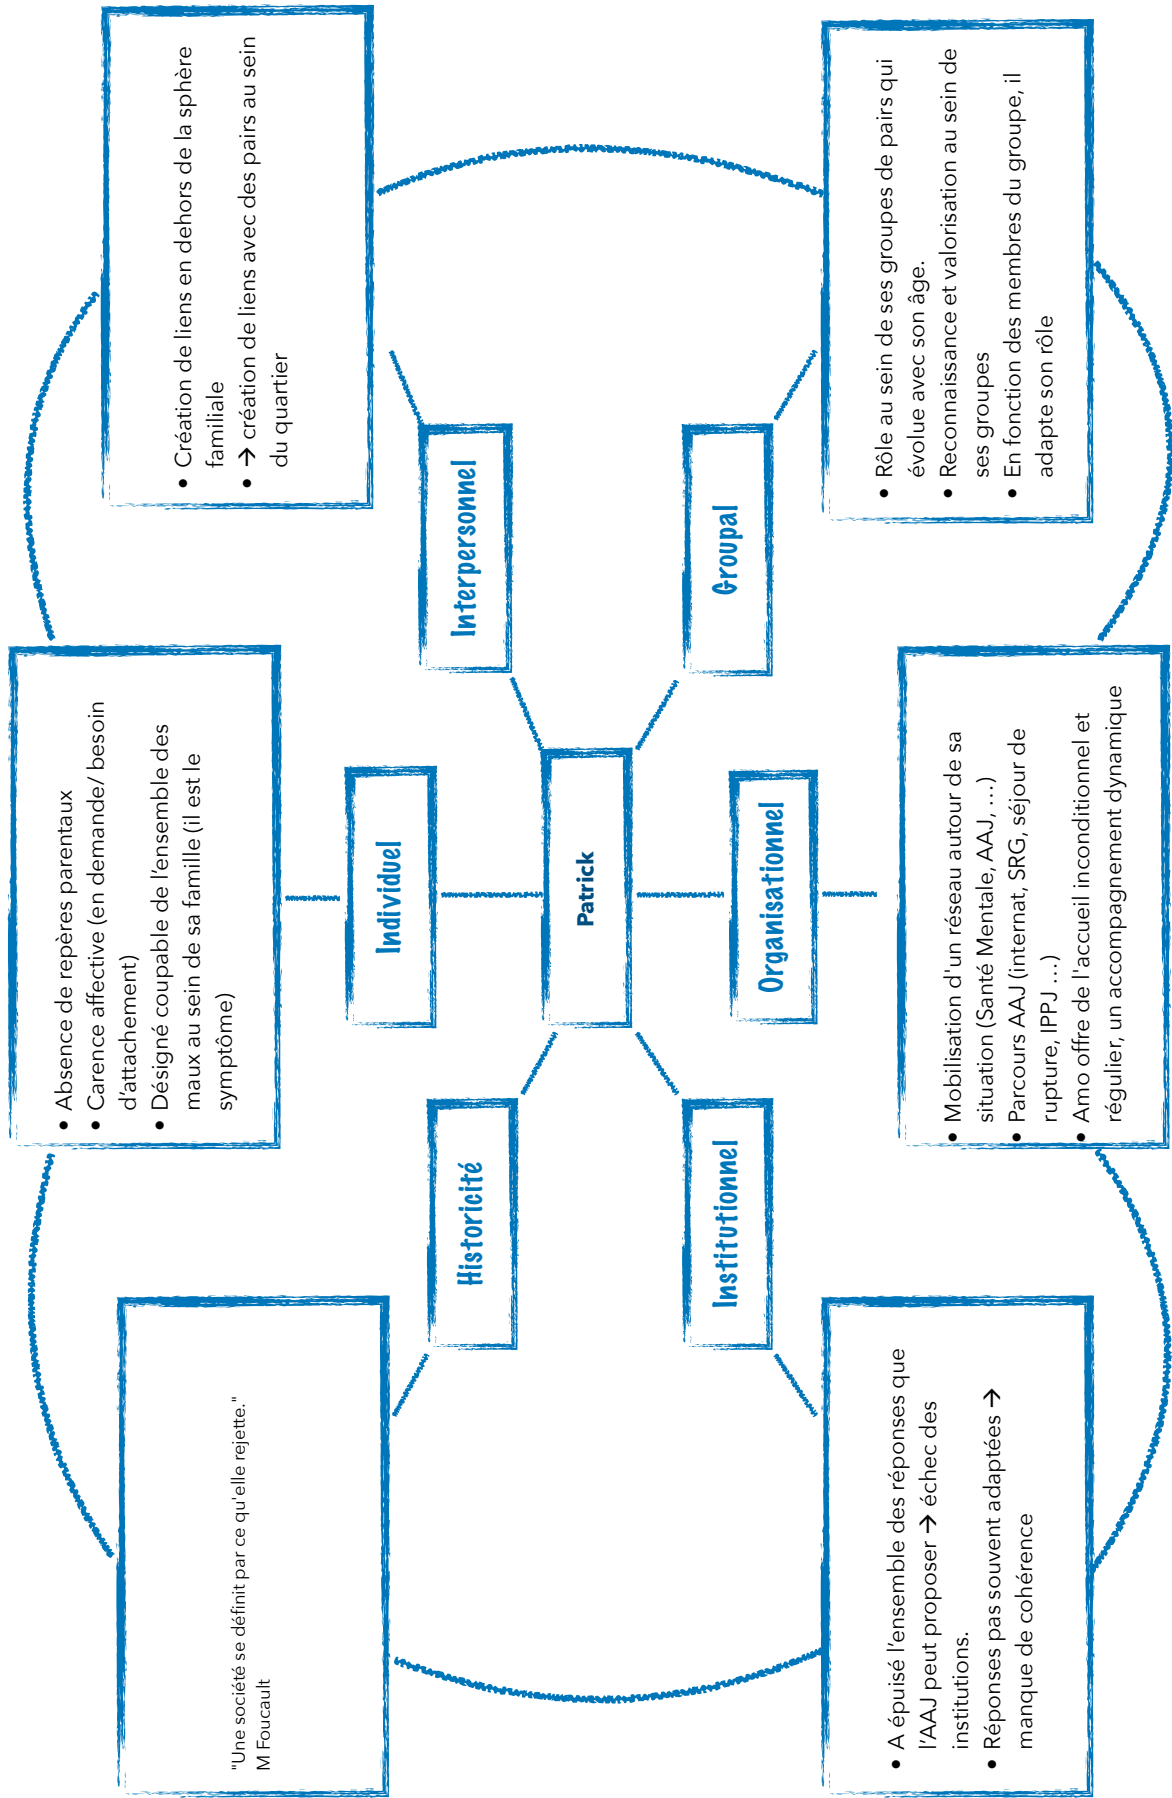 "Une société se définit par ce qu'elle rejette."
M Foucault
• Absence de repères parentaux
• Carence affective (en demande/ besoin
d'attachement)
• Désigné coupable de l'ensemble des
maux au sein de sa famille (il est le
symptôme)
• Création de liens en dehors de la sphère
familiale
• → création de liens avec des pairs au sein
du quartier
Historicité
Individuel
Interpersonnel
Patrick
Institutionnel
Organisationnel
Groupal
• A épuisé l'ensemble des réponses que
l'AAJ peut proposer → échec des
institutions.
• Réponses pas souvent adaptées →
manque de cohérence
• Mobilisation d'un réseau autour de sa
situation (Santé Mentale, AAJ, …)
• Parcours AAJ (internat, SRG, séjour de
rupture, IPPJ …)
• Amo offre de l'accueil inconditionnel et
régulier, un accompagnement dynamique
• Rôle au sein de ses groupes de pairs qui
évolue avec son âge.
• Reconnaissance et valorisation au sein de
ses groupes
• En fonction des membres du groupe, il
adapte son rôle